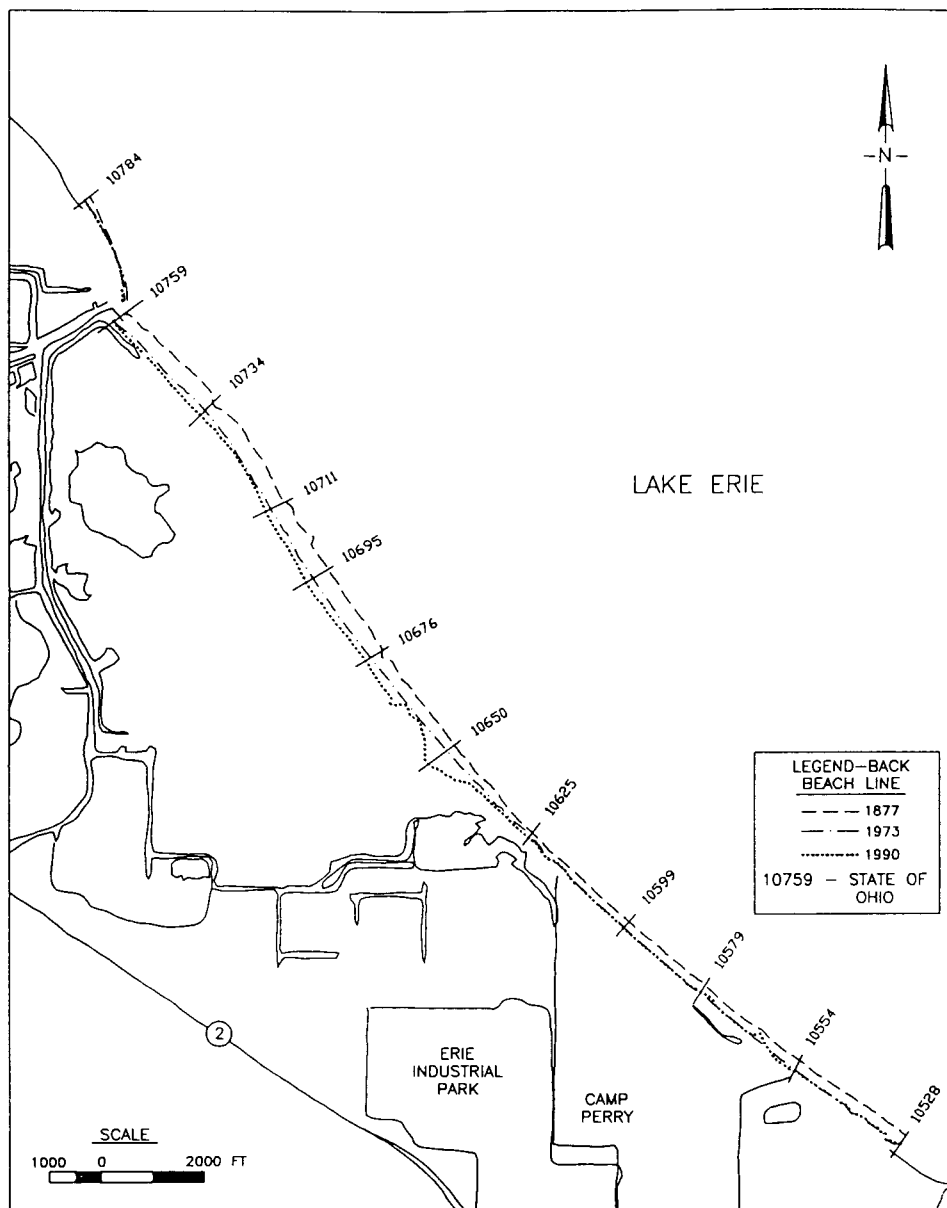 10784
-N-
10759
10734
10711
LAKE ERIE
10695
10676
10650
10625
LEGEND-BACK
BEACH LINE
1877
1973
1990
10759 - STATE OF
OHIO
10599
10579
10554
10528
2
ERIE
INDUSTRIAL
PARK
CAMP
PERRY
SCALE
1000 0 2000 FT